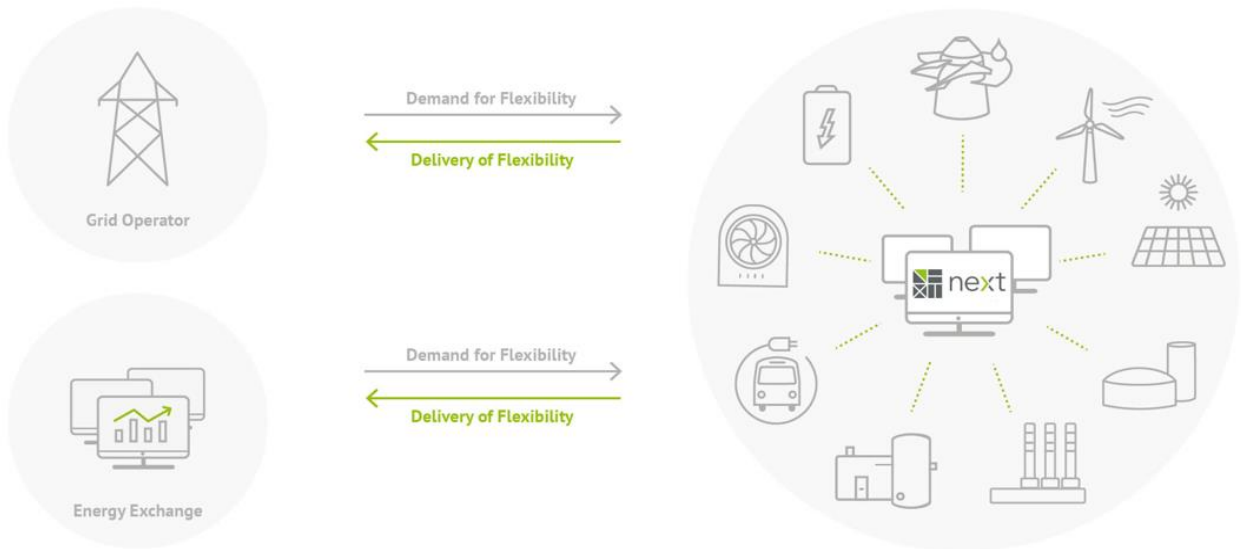 Demand for Flexibility
Delivery of Flexibility
Grid Operator
next
Demand for Flexibility
Delivery of Flexibility
Energy Exchange